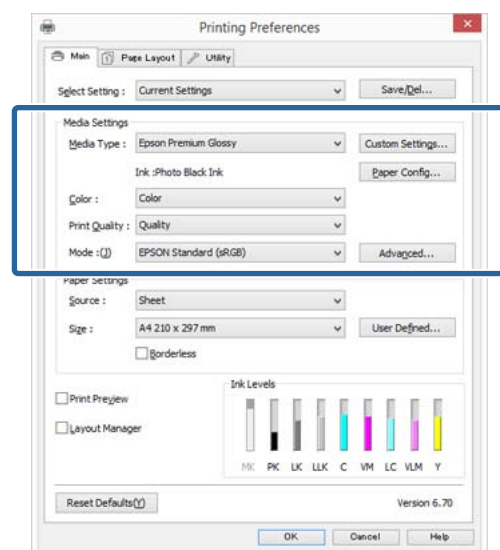 Printing Preferences
Main Page Layout Utility
Select Setting : Current Settings Save/Del...
Media Settings
Media Type : Epson Premium Glossy Custom Settings...
Ink :Photo Black Ink Paper Config...
Color : Color
Print Quality : Quality
Mode :(J) EPSON Standard (sRGB) Advanced...
Paper Settings
Source : Sheet
Size : A4 210 x 297 mm User Defined...
Borderless
Ink Levels
Print Preview
Layout Manager
MK PK LK LLK C VM LC VLM Y
Reset Defaults(Y) Version 6.70
OK Cancel Help